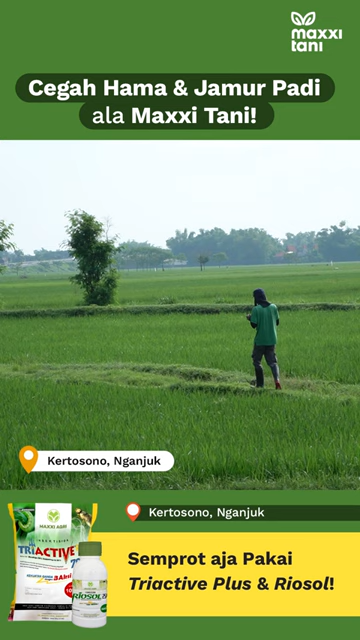 maxxi
tani
Cegah Hama & Jamur Padi
ala Maxxi Tani!
Kertosono, Nganjuk
Kertosono, Nganjuk
MAXXI AGRI
TRIACTIVE
RIOSOL
Semprot aja Pakai
Triactive Plus & Riosol!